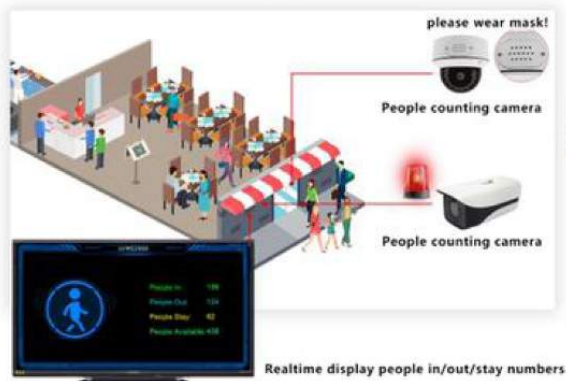 please wear mask!
People counting camera
People counting camera
People In:
People Out
People Stay
People Available
Realtime display people in/out/stay numbers